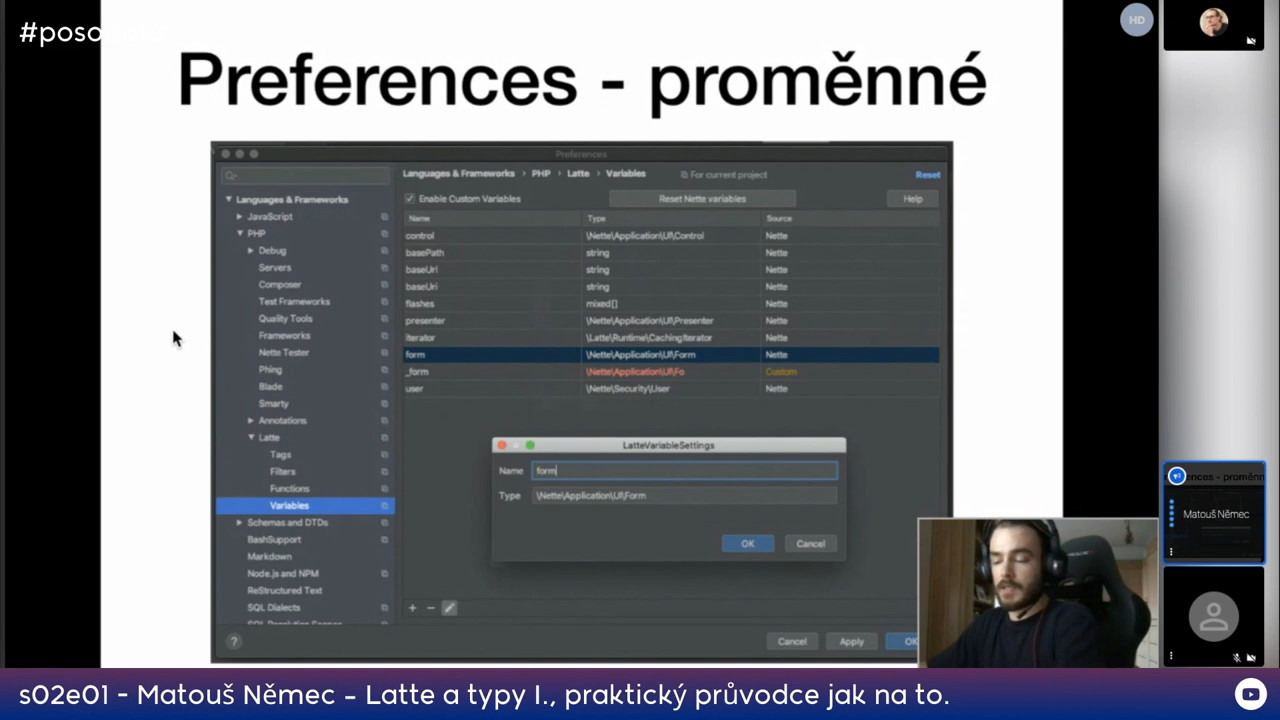 HD
Preferences - proměnné
Preferences
Languages & Frameworks › PHP › Latte › Variables
For current project
Reset
Enable Custom Variables
Reset Nette variables
Help
Languages & Frameworks
JavaScript
PHP
Debug
Servers
Composer
Test Frameworks
Quality Tools
Frameworks
Nette Tester
Phing
Blade
Smarty
Annotations
Latte
Tags
Filters
Functions
Variables
Schemas and DTDs
BashSupport
Markdown
Node.js and NPM
ReStructured Text
SQL Dialects
Name Type Source
control \Nette\Application\UI\Control Nette
basePath string Nette
baseUrl string Nette
baseUri string Nette
flashes mixed[] Nette
presenter \Nette\Application\UI\Presenter Nette
iterator \Latte\Runtime\CachingIterator Nette
form \Nette\Application\UI\Form Nette
_form \Nette\Application\UI\Fo Custom
user \Nette\Security\User Nette
LatteVariableSettings
Name form
Type \Nette\Application\UI\Form
OK Cancel
? Cancel Apply OK
Matouš Němec
s02e01 - Matouš Němec – Latte a typy I., praktický průvodce jak na to.